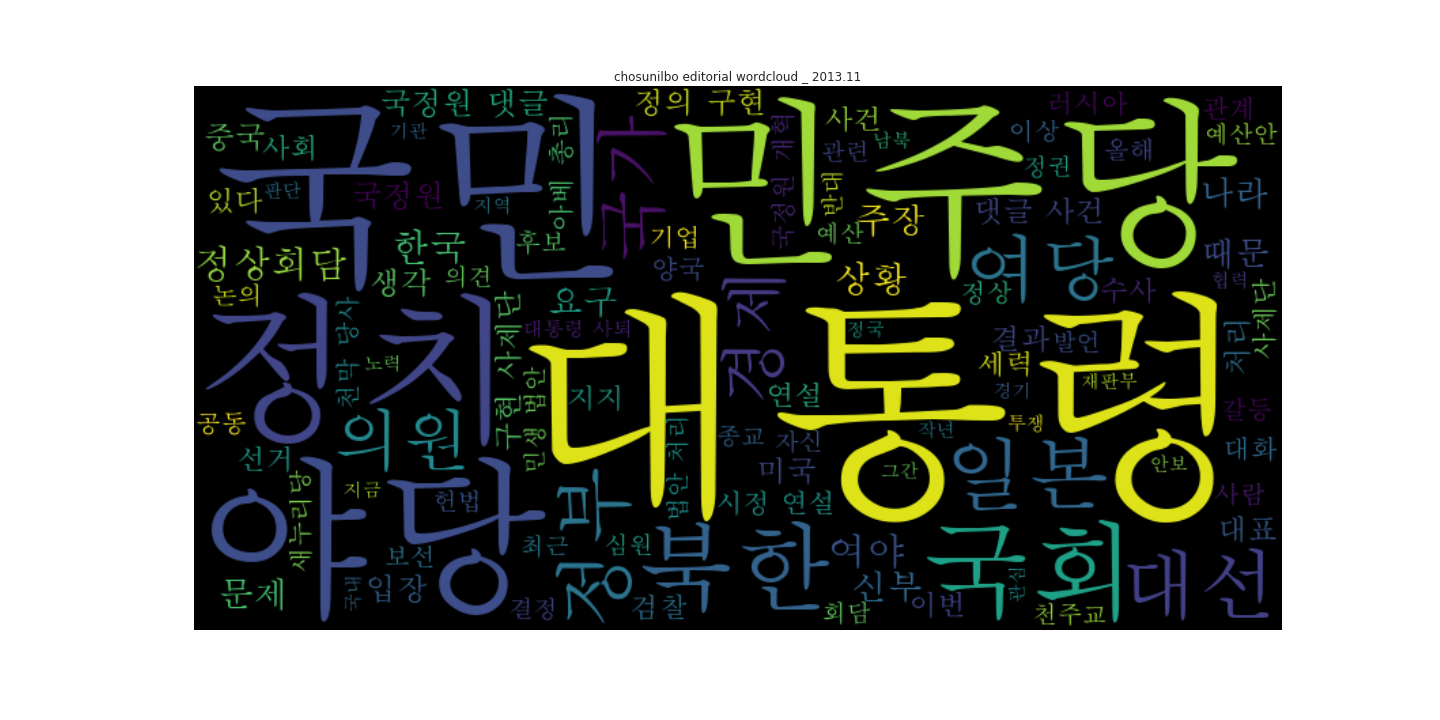 chosunilbo editorial wordcloud _ 2013.11
국정원 댓글
정의 구현
러시아
관계
국민
민주당
중국
사회
기관
아베 총리
국가
국정원 개혁
사건
관련
남북
이상
정권
올해
예산안
있다
판단
국정원
지역
반대
주장
댓글 사건
나라
정상회담
한국
후보
기업
예산
여당
때문
논의
생각
의견
양국
상황
정상
수사
협력
정치
천막 당사
구현 사제단
요구
대통령 사퇴
대통령
경제
정국
결과
발언
처리
사제단
노력
민생 법안
지지
연설
세력
경기
재판부
갈등
공동
의원
법안 처리
종교
자신
작년
투쟁
선거
미국
그간
일본
안보
대화
야당
새누리당
지금
헌법
정부
시정 연설
사람
보선
최근
심원
북한
여야
국회
대표
문제
국내
입장
결정
검찰
회담
신부
이번
판심
천주교
대선